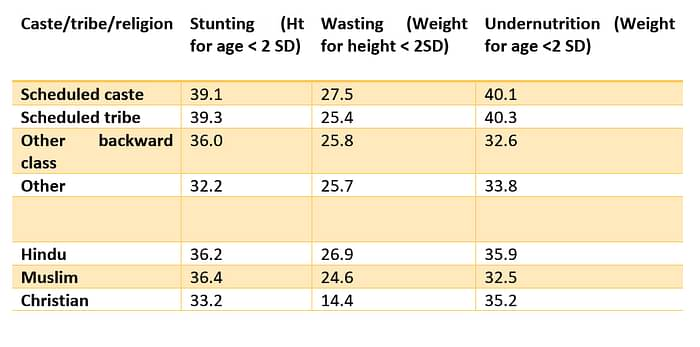 Caste/tribe/religion Stunting (Ht Wasting (Weight Undernutrition (Weight
for age < 2 SD) for height < 2SD) for age <2 SD)
Scheduled caste 39.1 27.5 40.1
Scheduled tribe 39.3 25.4 40.3
Other backward 36.0 25.8 32.6
class
Other 32.2 25.7 33.8
Hindu 36.2 26.9 35.9
Muslim 36.4 24.6 32.5
Christian 33.2 14.4 35.2